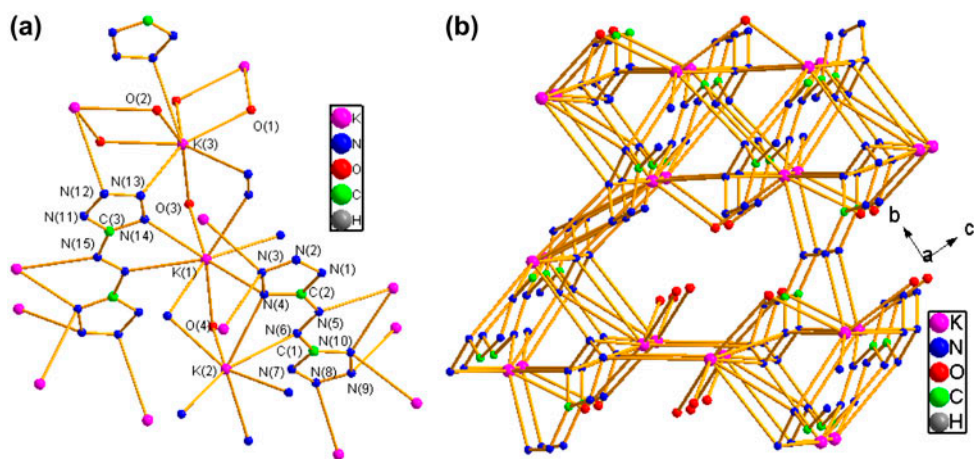 (a)
O(2)
O(1)
K(3)
N(12)
N(13)
N(11)
C(3)
O(3)
N(14)
N(15)
K(1)
N(3)
N(2)
N(1)
N(4)
C(2)
O(4)
N(6)
N(5)
C(1)
N(10)
K(2)
N(7)
N(8)
N(9)
K
N
O
C
H
(b)
b
c
a
K
N
O
C
H